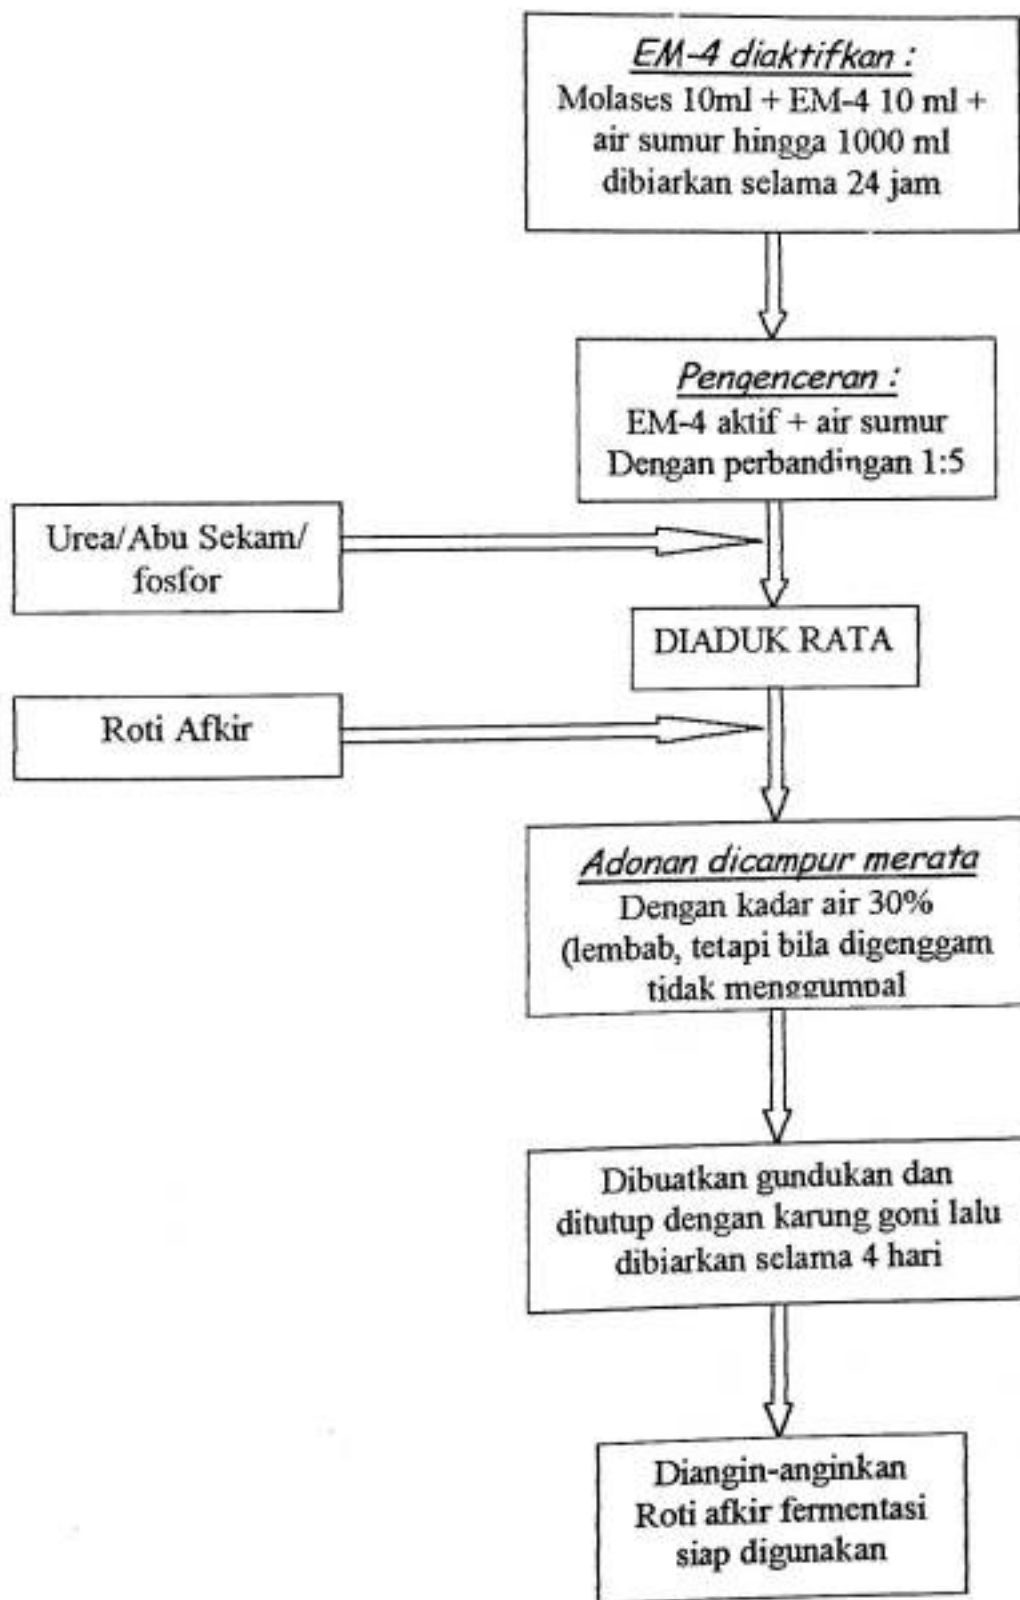 EM-4 diaktifkan :
Molases 10ml + EM-4 10 ml +
air sumur hingga 1000 ml
dibiarkan selama 24 jam
Pengenceran :
EM-4 aktif + air sumur
Dengan perbandingan 1:5
Urea/Abu Sekam/
fosfor
DIADUK RATA
Roti Afkir
Adonan dicampur merata
Dengan kadar air 30%
(lembab, tetapi bila digenggam
tidak menggumpal
Dibuatkan gundukan dan
ditutup dengan karung goni lalu
dibiarkan selama 4 hari
Diangin-anginkan
Roti afkir fermentasi
siap digunakan